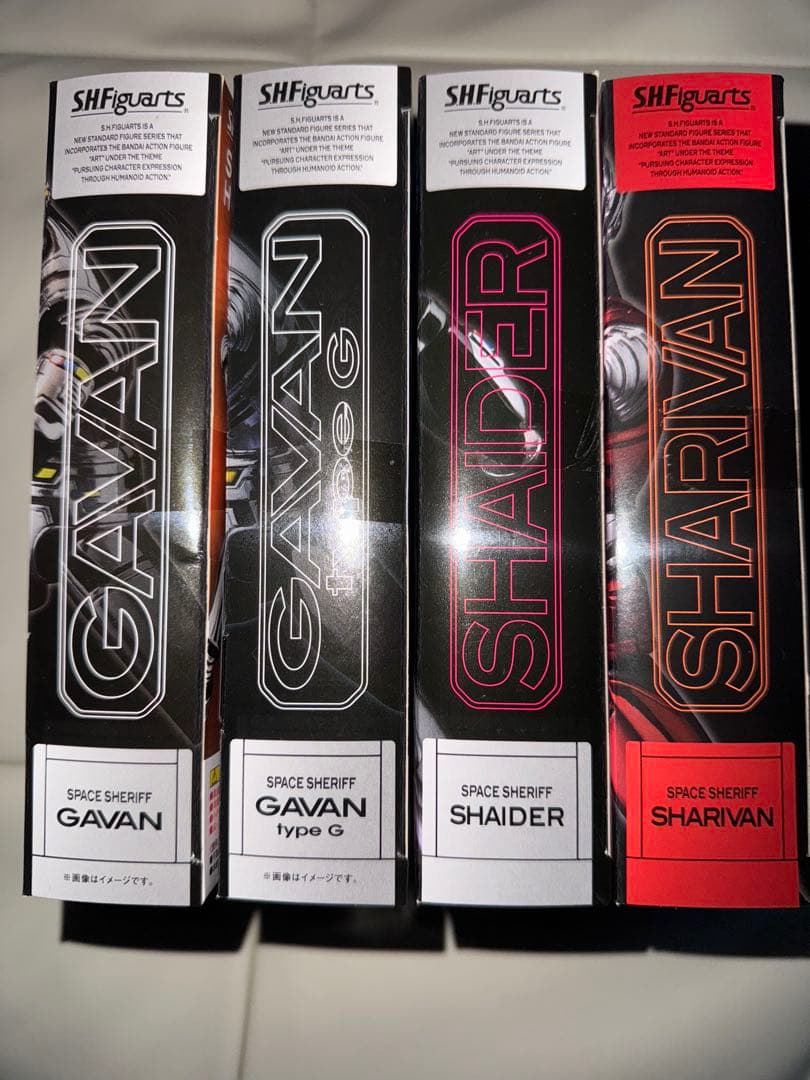 S.H.Figuarts
S.H.FIGUARTS IS A
NEW STANDARD FIGURE SERIES THAT
INCORPORATES THE BANDAI ACTION FIGURE
"ART" UNDER THE THEME
"PURSUING CHARACTER EXPRESSION
THROUGH HUMANOID ACTION."
GAVAN
SPACE SHERIFF
GAVAN
※画像はイメージです。
S.H.Figuarts
S.H.FIGUARTS IS A
NEW STANDARD FIGURE SERIES THAT
INCORPORATES THE BANDAI ACTION FIGURE
"ART" UNDER THE THEME
"PURSUING CHARACTER EXPRESSION
THROUGH HUMANOID ACTION."
GAVAN
type G
SPACE SHERIFF
GAVAN
type G
※画像はイメージです。
S.H.Figuarts
S.H.FIGUARTS IS A
NEW STANDARD FIGURE SERIES THAT
INCORPORATES THE BANDAI ACTION FIGURE
"ART" UNDER THE THEME
"PURSUING CHARACTER EXPRESSION
THROUGH HUMANOID ACTION."
SHAIDER
SPACE SHERIFF
SHAIDER
S.H.Figuarts
S.H.FIGUARTS IS A
NEW STANDARD FIGURE SERIES THAT
INCORPORATES THE BANDAI ACTION FIGURE
"ART" UNDER THE THEME
"PURSUING CHARACTER EXPRESSION
THROUGH HUMANOID ACTION."
SHARIVAN
SPACE SHERIFF
SHARIVAN